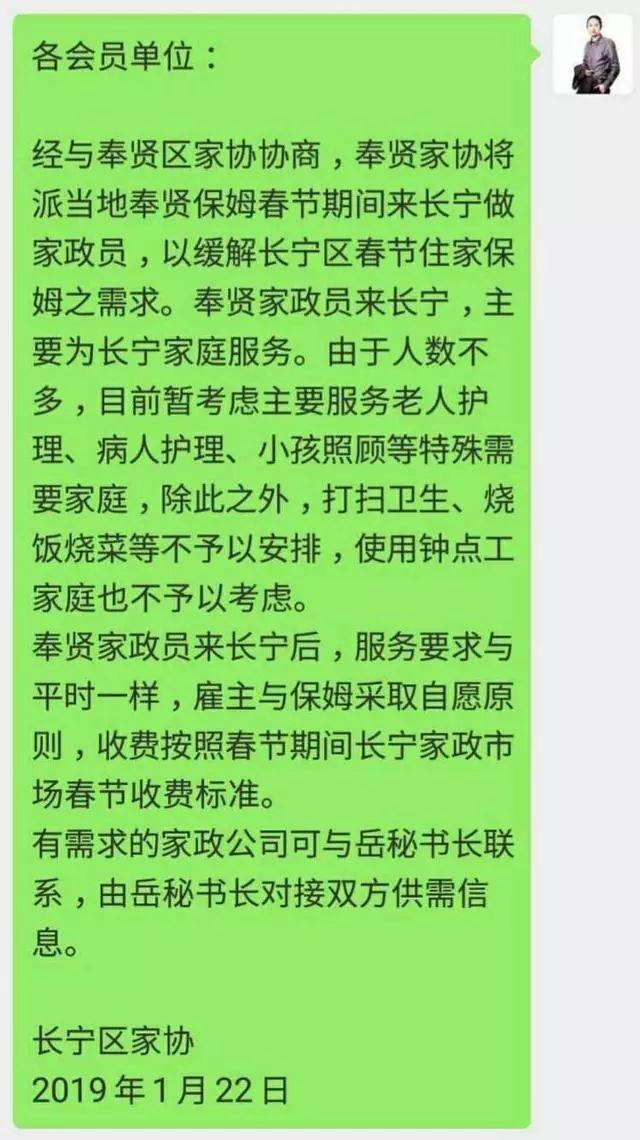 各会员单位：
经与奉贤区家协协商，奉贤家协将
派当地奉贤保姆春节期间来长宁做
家政员，以缓解长宁区春节住家保
姆之需求。奉贤家政员来长宁，主
要为长宁家庭服务。由于人数不
多，目前暂考虑主要服务老人护
理、病人护理、小孩照顾等特殊需
要家庭，除此之外，打扫卫生、烧
饭烧菜等不予以安排，使用钟点工
家庭也不予以考虑。
奉贤家政员来长宁后，服务要求与
平时一样，雇主与保姆采取自愿原
则，收费按照春节期间长宁家政市
场春节收费标准。
有需求的家政公司可与岳秘书长联
系，由岳秘书长对接双方供需信
息。
长宁区家协
2019年1月22日